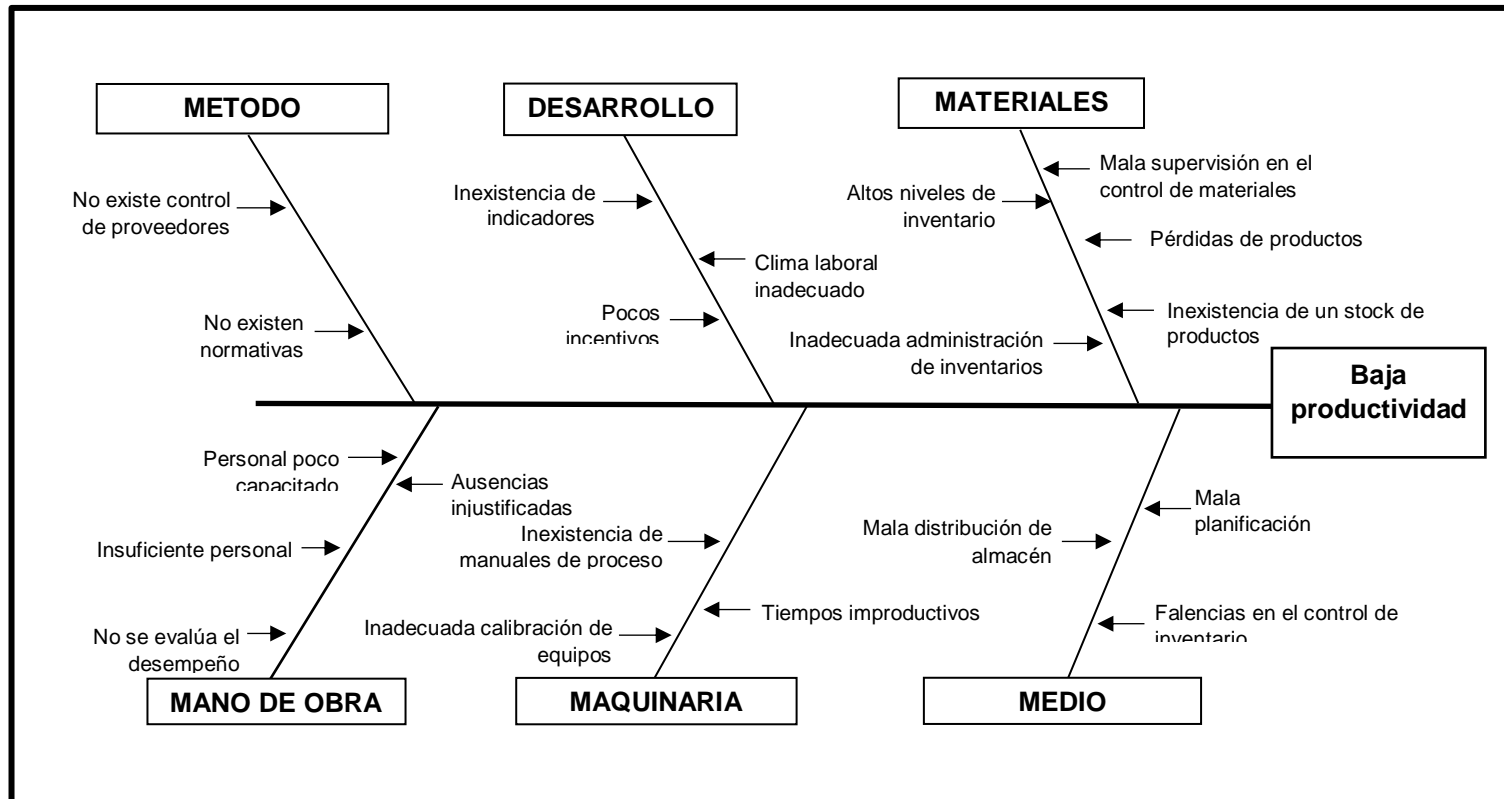 METODO
DESARROLLO
MATERIALES
No existe control
de proveedores
No existen
normativas
Inexistencia de
indicadores
Clima laboral
inadecuado
Pocos
incentivos
Mala supervisión en el
control de materiales
Altos niveles de
inventario
Pérdidas de productos
Inexistencia de un stock de
productos
Inadecuada administración
de inventarios
Baja
productividad
Personal poco
capacitado
Ausencias
injustificadas
Insuficiente personal
No se evalúa el
desempeño
Inexistencia de
manuales de proceso
Tiempos improductivos
Inadecuada calibración de
equipos
Mala
planificación
Mala distribución de
almacén
Falencias en el control de
inventario
MANO DE OBRA
MAQUINARIA
MEDIO